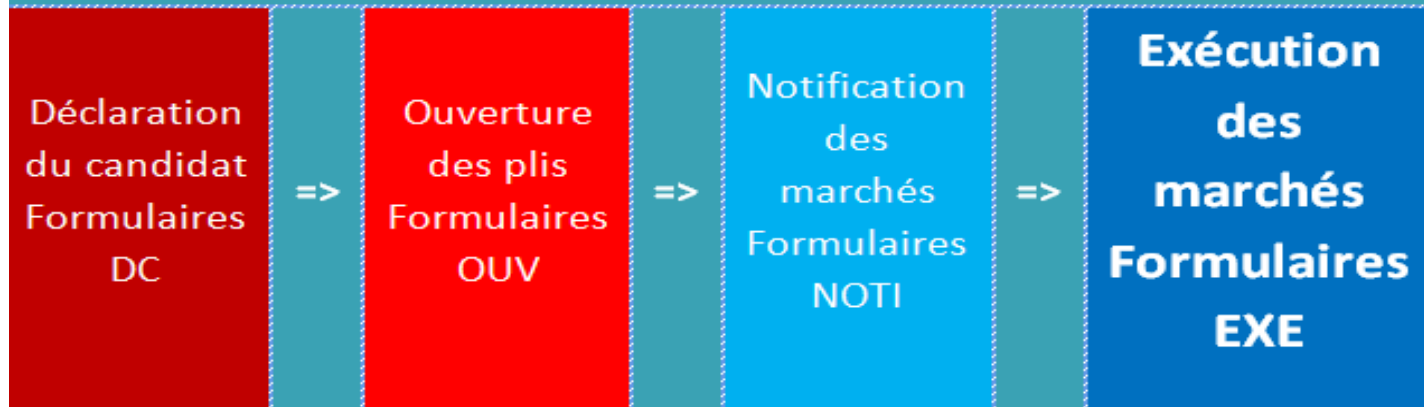 Déclaration
du candidat
Formulaires
DC
=>
Ouverture
des plis
Formulaires
OUV
=>
Notification
des
marchés
Formulaires
NOTI
=>
Exécution
des
marchés
Formulaires
EXE